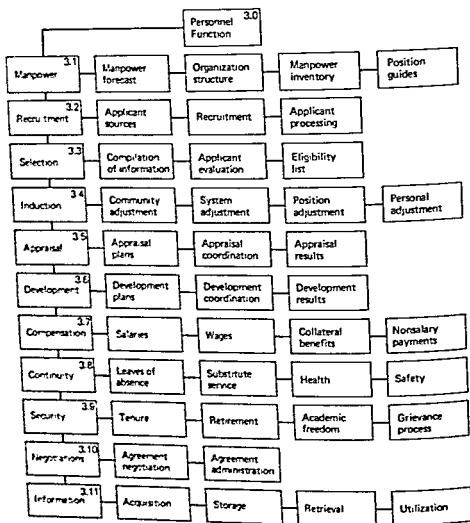 3.0
Personnel
Function
3.1
Manpower
Manpower
forecast
Organization
structure
Manpower
inventory
Position
guides
3.2
Recruitment
Applicant
sources
Recruitment
Applicant
processing
3.3
Selection
Compilation
of information
Applicant
evaluation
Eligibility
list
3.4
Induction
Community
adjustment
System
adjustment
Position
adjustment
Personal
adjustment
3.5
Appraisal
Appraisal
plans
Appraisal
coordination
Appraisal
results
3.6
Development
Development
plans
Development
coordination
Development
results
3.7
Compensation
Salaries
Wages
Collateral
benefits
Nonsalary
payments
3.8
Continuity
Leaves of
absence
Substitute
service
Health
Safety
3.9
Security
Tenure
Retirement
Academic
freedom
Grievance
process
3.10
Negotiations
Agreement
negotiation
Agreement
administration
3.11
Information
Acquisition
Storage
Retrieval
Utilization